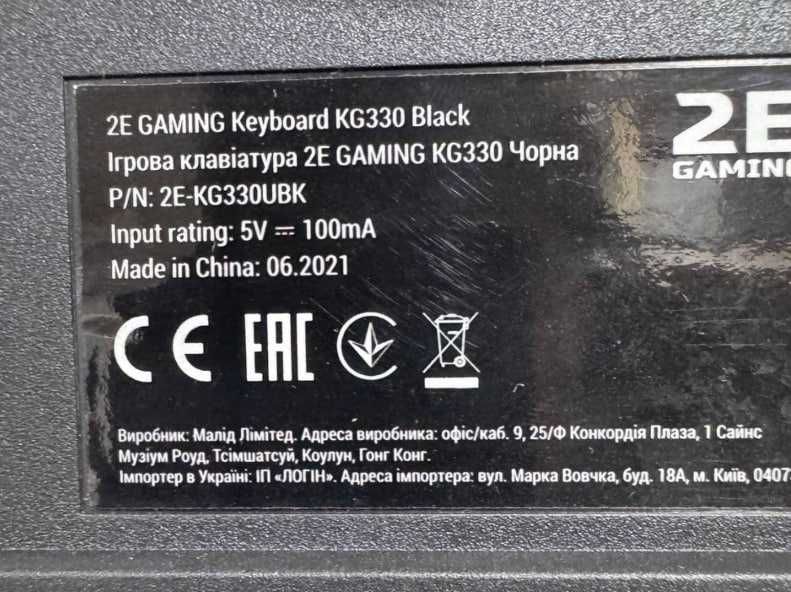 2E GAMING Keyboard KG330 Black
Ігрова клавіатура 2E GAMING KG330 Чорна
P/N: 2E-KG330UBK
Input rating: 5V ⎓ 100mA
Made in China: 06.2021
2E
GAMING
CE EAC
Виробник: Малід Лімітед. Адреса виробника: офіс/каб. 9, 25/Ф Конкордія Плаза, 1 Сайнс
Музіум Роуд, Тсімшатсуй, Коулун, Гонг Конг.
Імпортер в Україні: ІП «ЛОГІН». Адреса імпортера: вул. Марка Вовчка, буд. 18А, м. Київ,